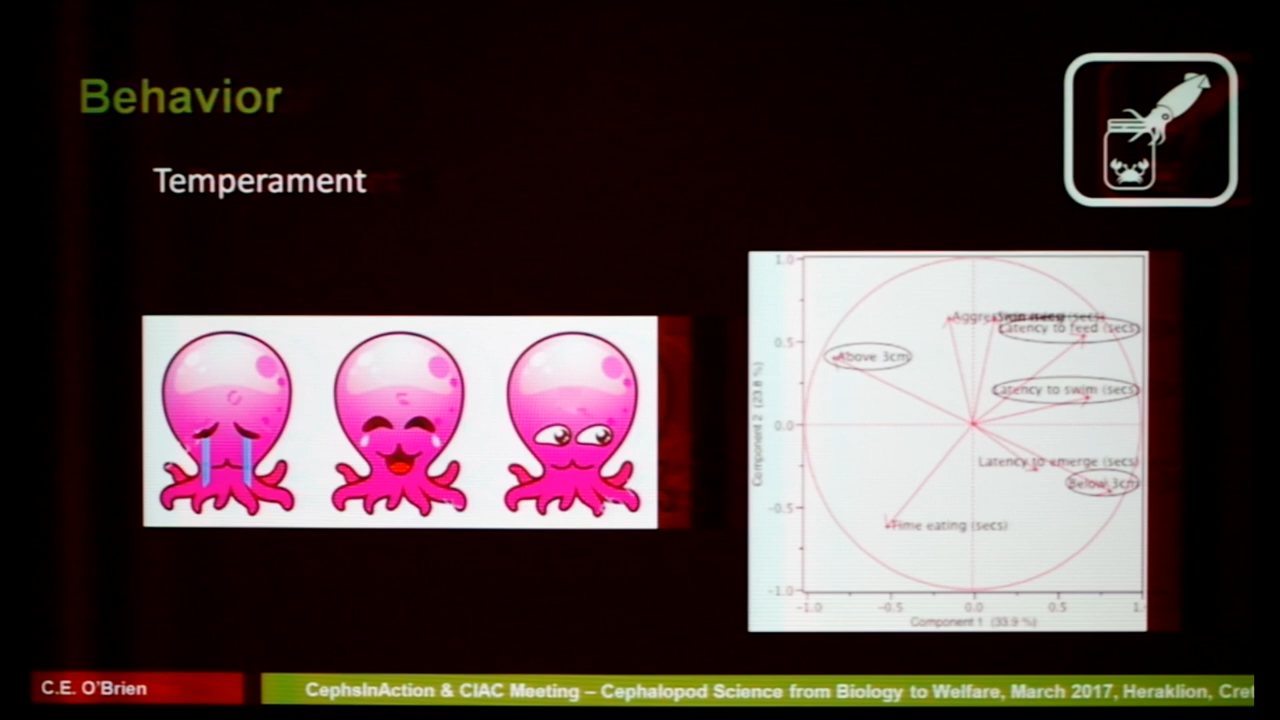 Behavior
Temperament
1.0
Latency to feed (secs)
0.5
Above 3cm
Latency to swim (secs)
0.0
Latency to emerge (secs)
Below 3cm
-0.5
Time eating (secs)
-1.0
-1.0 -0.5 0.0 0.5 1.
Component 1 (33.9 %)
Component 2 (23.8 %)
C.E. O'Brien
CephsInAction & CIAC Meeting – Cephalopod Science from Biology to Welfare, March 2017, Heraklion, Cret